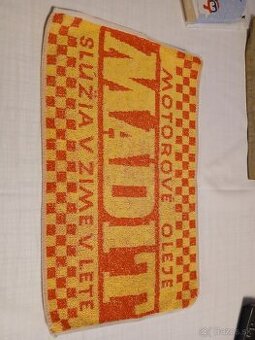 MOTOROVÉ OLEJE
MADIT
SLÚŽIA V ZIME V LETE